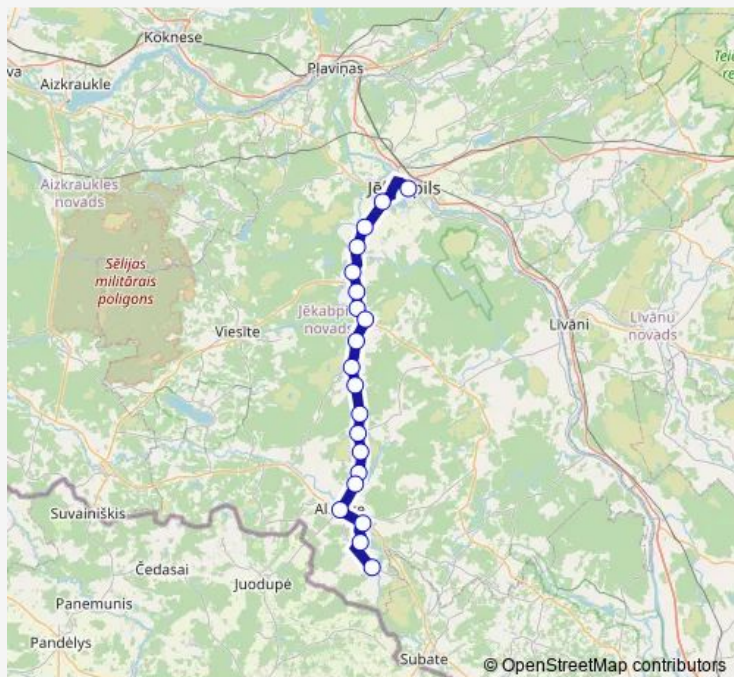 Koknese
Pļaviņas
Aizkraukle
Jēkabpils
Aizkraukles
novads
Sēlijas
militārais
poligons
Jēkabpi
novads
Viesīte
Līvāni
Līvānu
novads
Suvainiškis
Čedasai
Juodupė
Panemunis
Pandėlys
Subate
© OpenStreetMap contributors